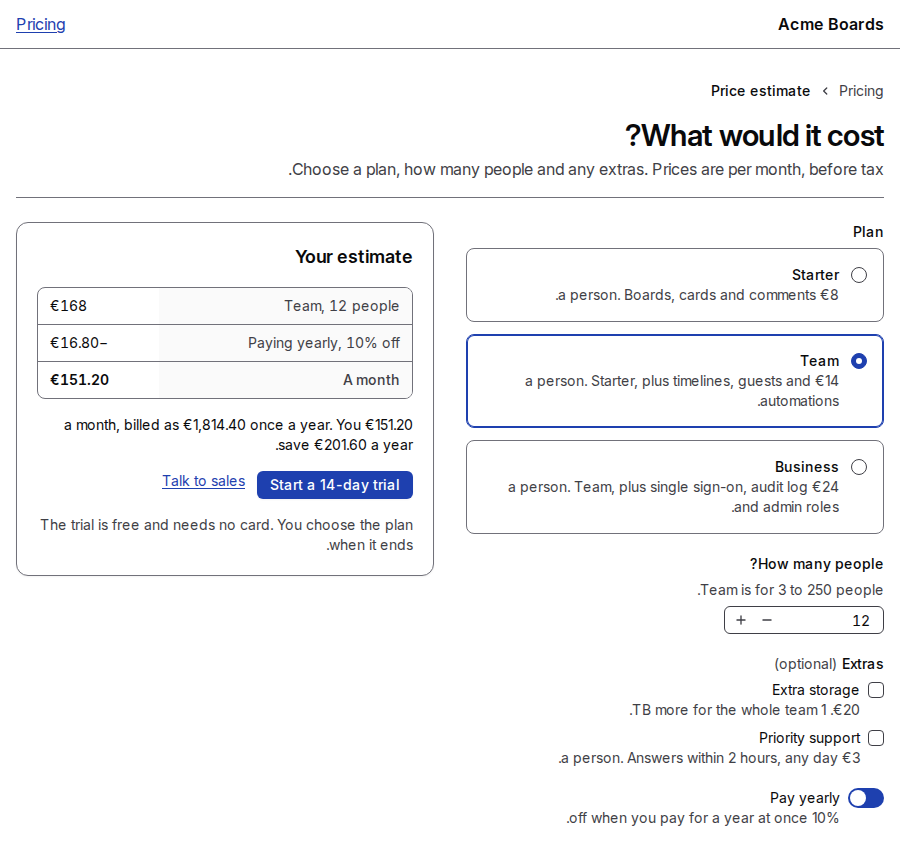 Acme Boards
Pricing
Pricing
‹
Price estimate
?What would it cost
.Choose a plan, how many people and any extras. Prices are per month, before tax
Plan
Starter
.a person. Boards, cards and comments €8
Team
a person. Starter, plus timelines, guests and €14
.automations
Business
a person. Team, plus single sign-on, audit log €24
.and admin roles
?How many people
.Team is for 3 to 250 people
12
−
+
(optional) Extras
Extra storage
.TB more for the whole team 1 .€20
Priority support
.a person. Answers within 2 hours, any day €3
Pay yearly
.off when you pay for a year at once 10%
Your estimate
Team, 12 people
€168
Paying yearly, 10% off
€16.80−
A month
€151.20
a month, billed as €1,814.40 once a year. You €151.20
.save €201.60 a year
Start a 14-day trial
Talk to sales
The trial is free and needs no card. You choose the plan
.when it ends